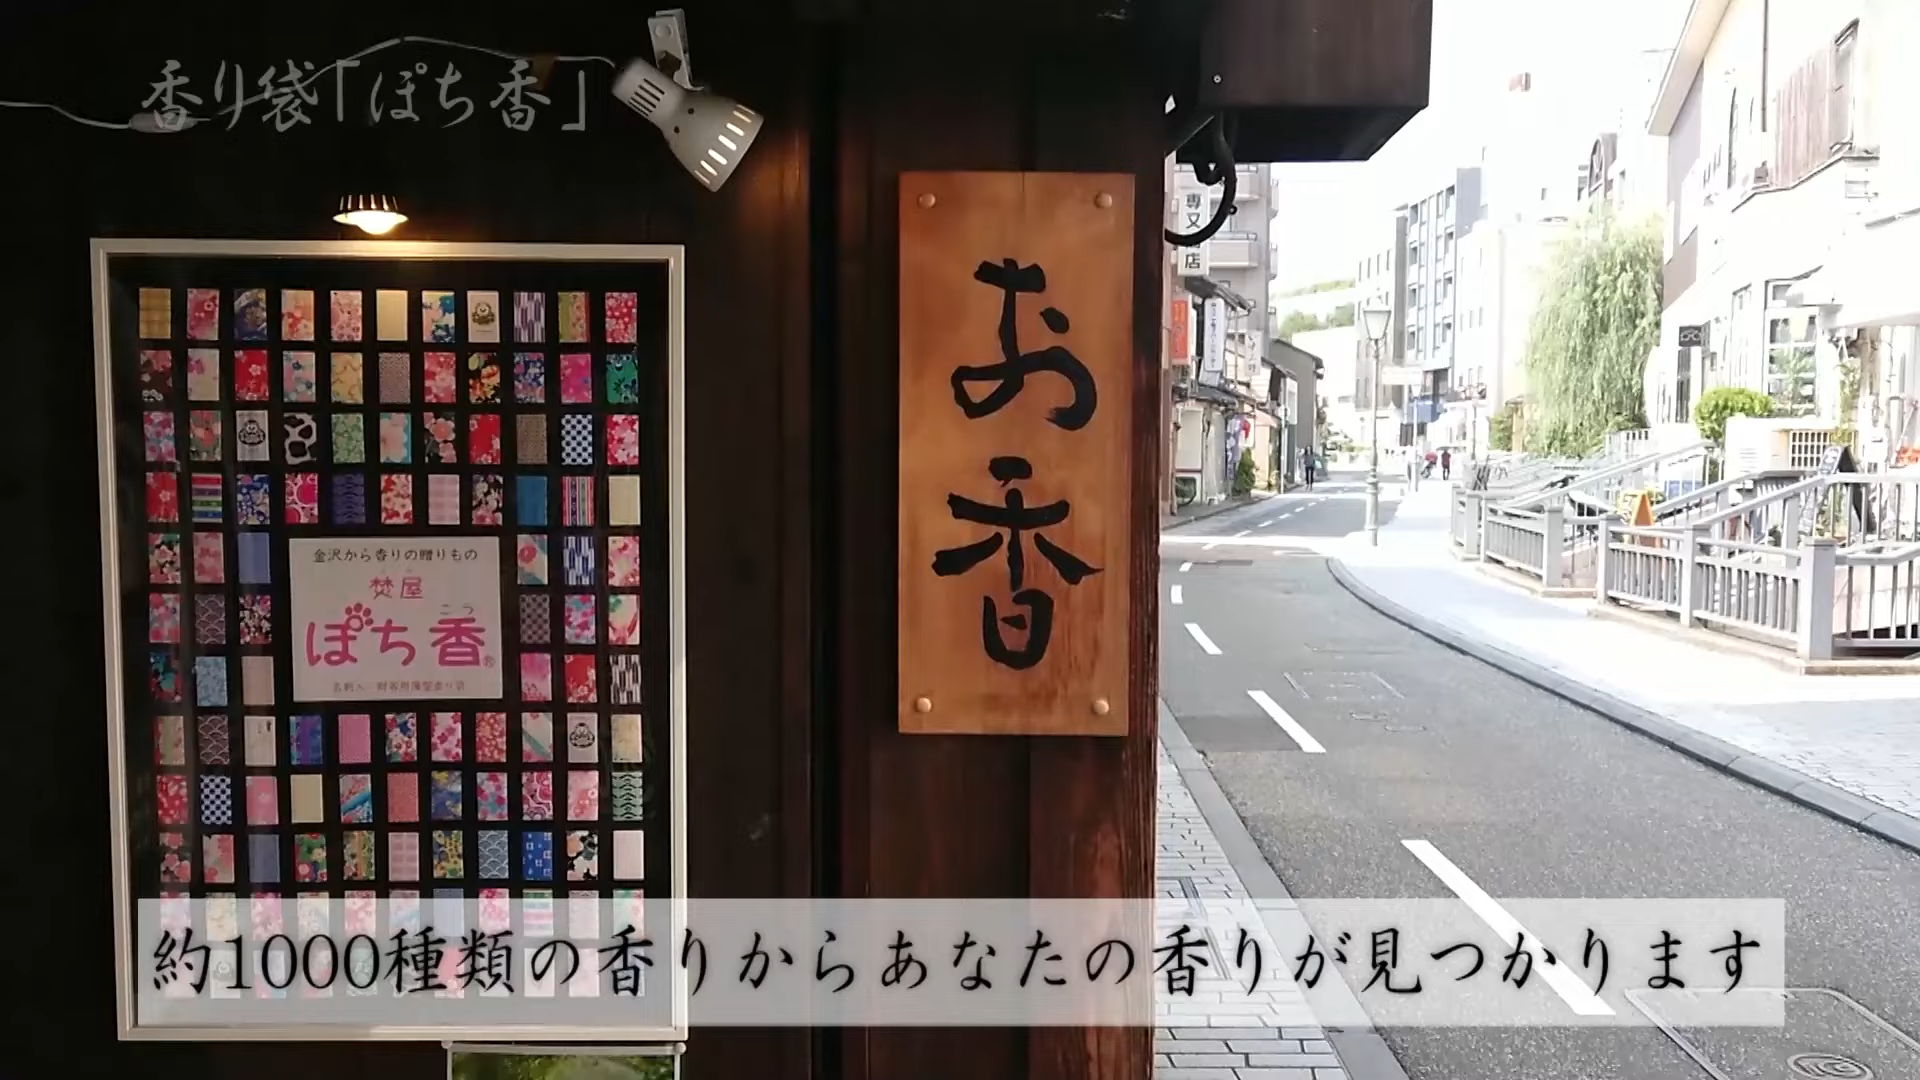 香り袋「ぽち香」
お香
金沢から香りの贈りもの
焚屋
こう
ぽち香®
約1000種類の香りからあなたの香りが見つかります